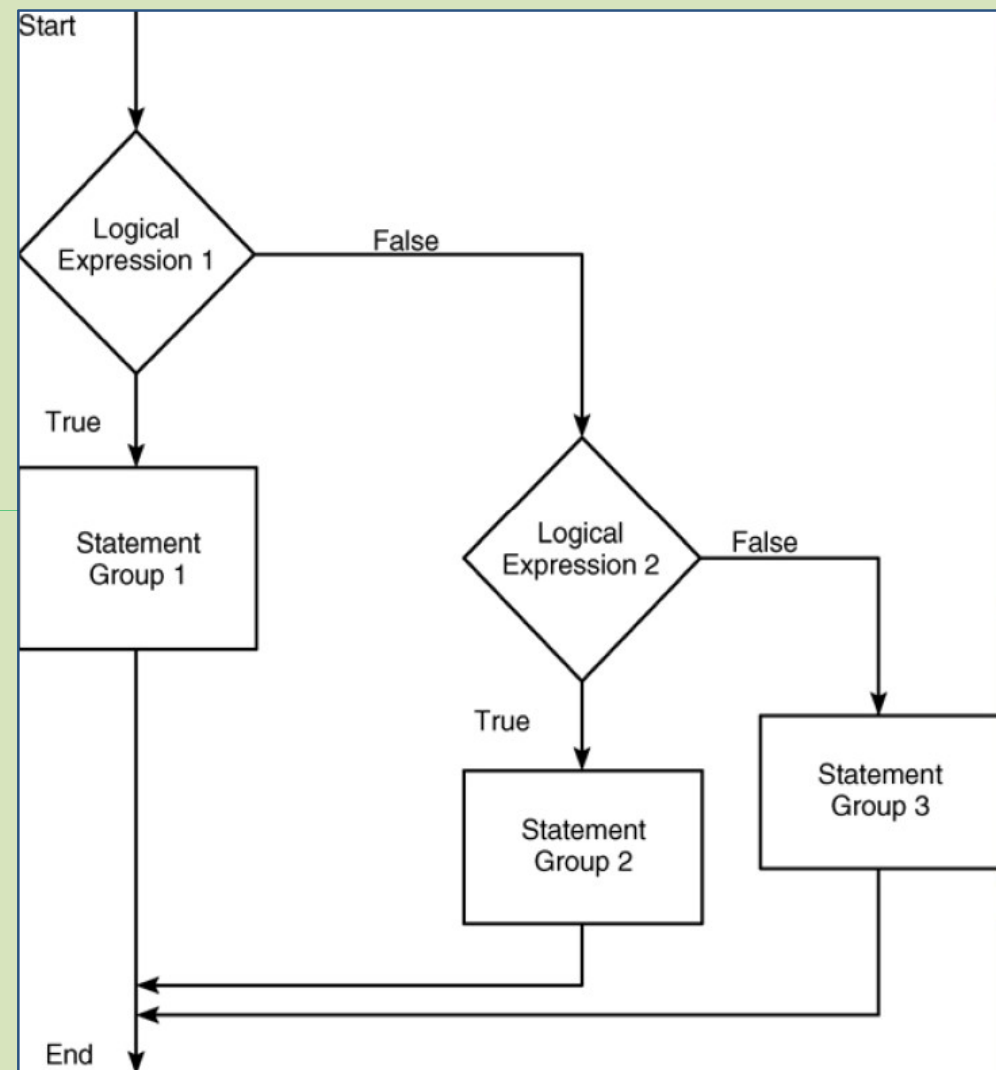 Start
Logical
Expression 1
False
True
Statement
Group 1
Logical
Expression 2
False
True
Statement
Group 2
Statement
Group 3
End